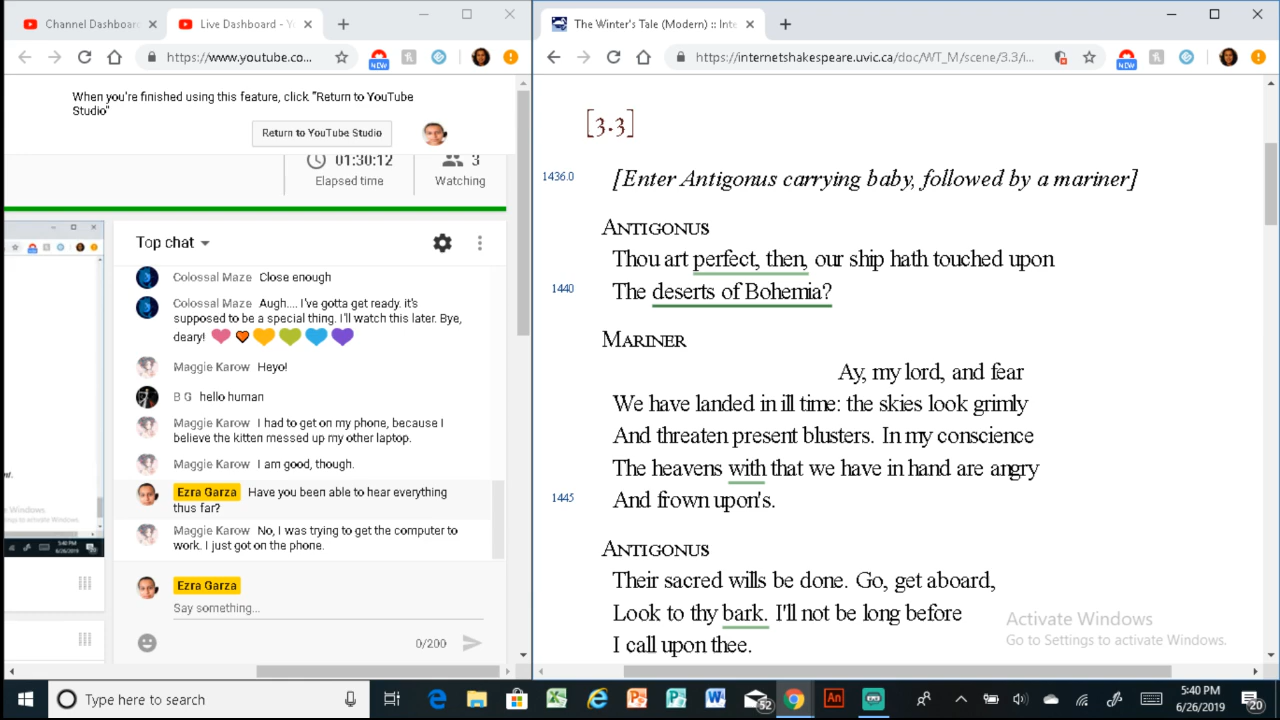 Channel Dashboard
Live Dashboard - Y
The Winter's Tale (Modern) :: Inte
https://www.youtube.co...
NEW
https://internetshakespeare.uvic.ca/doc/WT_M/scene/3.3/i...
NEW
When you're finished using this feature, click "Return to YouTube
Studio"
Return to YouTube Studio
01:30:12
Elapsed time
3
Watching
Top chat
Colossal Maze Close enough
Colossal Maze Augh.... I've gotta get ready. it's
supposed to be a special thing. I'll watch this later. Bye,
deary!
Maggie Karow Heyo!
B G hello human
Maggie Karow I had to get on my phone, because I
believe the kitten messed up my other laptop.
Maggie Karow I am good, though.
Ezra Garza Have you been able to hear everything
thus far?
Maggie Karow No, I was trying to get the computer to
work. I just got on the phone.
Ezra Garza
Say something...
0/200
[3.3]
1436.0 [Enter Antigonus carrying baby, followed by a mariner]
ANTIGONUS
Thou art perfect, then, our ship hath touched upon
1440 The deserts of Bohemia?
MARINER
Ay, my lord, and fear
We have landed in ill time: the skies look grimly
And threaten present blusters. In my conscience
The heavens with that we have in hand are angry
1445 And frown upon's.
ANTIGONUS
Their sacred wills be done. Go, get aboard,
Look to thy bark. I'll not be long before
I call upon thee.
Activate Windows
Go to Settings to activate Windows.
Type here to search
52
An
5:40 PM
6/26/2019
20